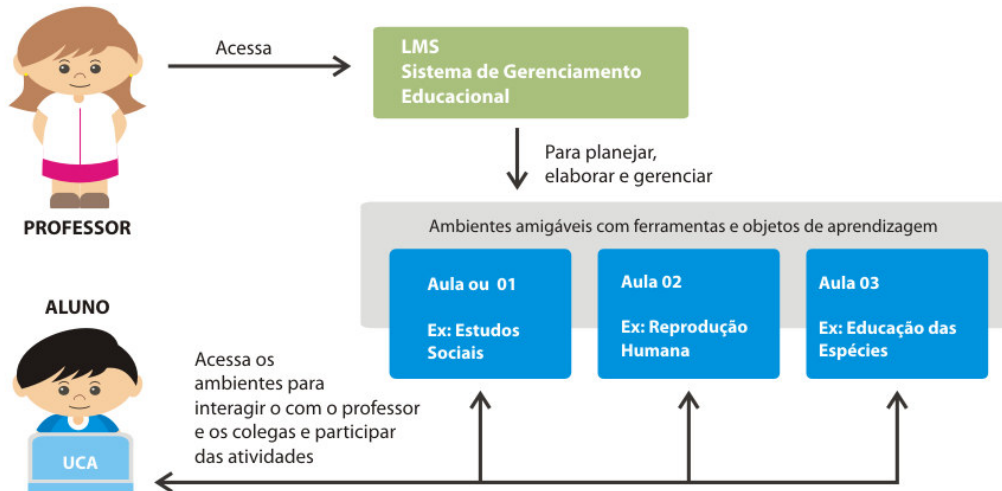 Acessa
LMS
Sistema de Gerenciamento
Educacional
Para planejar,
elaborar e gerenciar
PROFESSOR
Ambientes amigáveis com ferramentas e objetos de aprendizagem
Aula ou  01
Ex: Estudos
Sociais
Aula 02
Ex: Reprodução
Humana
Aula 03
Ex: Educação das
Espécies
ALUNO
Acessa os
ambientes para
interagir o com o professor
e os colegas e participar
das atividades
UCA